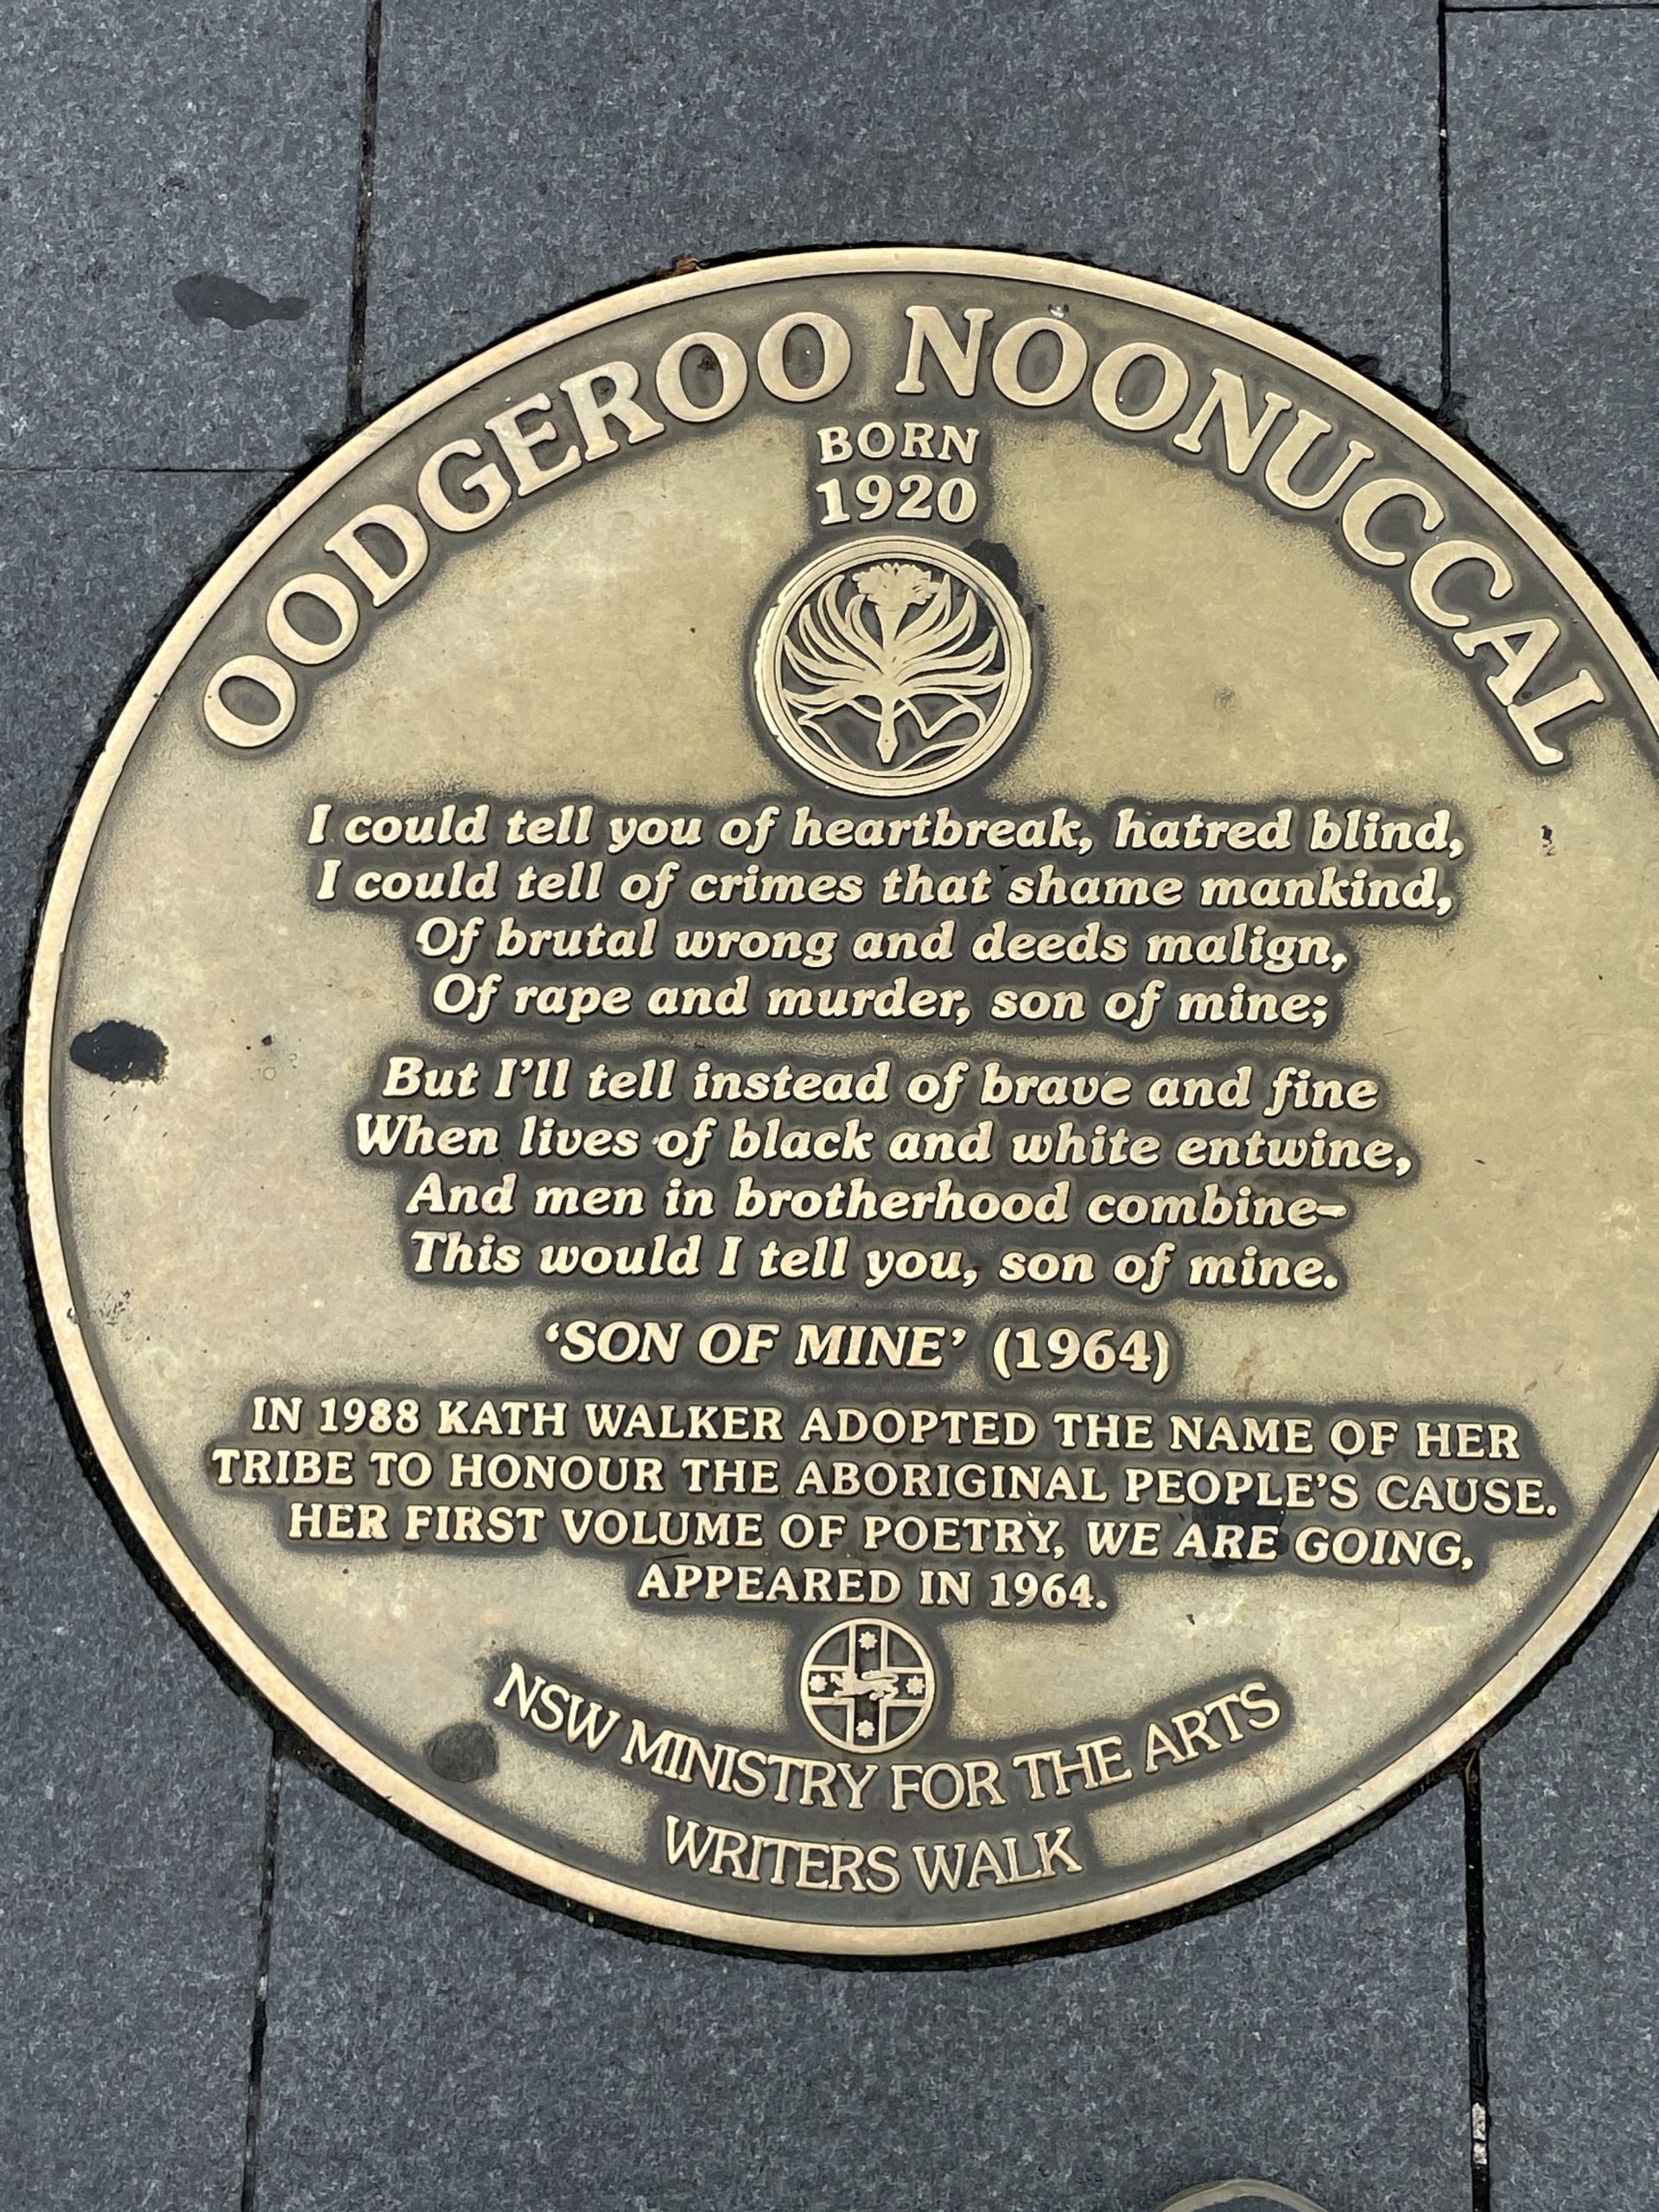 OODGEROO NOONUCCAL
BORN
1920
I could tell you of heartbreak, hatred blind,
I could tell of crimes that shame mankind,
Of brutal wrong and deeds malign,
Of rape and murder, son of mine;
But I'll tell instead of brave and fine
When lives of black and white entwine,
And men in brotherhood combine–
This would I tell you, son of mine.
‘SON OF MINE’ (1964)
IN 1988 KATH WALKER ADOPTED THE NAME OF HER
TRIBE TO HONOUR THE ABORIGINAL PEOPLE'S CAUSE.
HER FIRST VOLUME OF POETRY, WE ARE GOING,
APPEARED IN 1964.
NSW MINISTRY FOR THE ARTS
WRITERS WALK